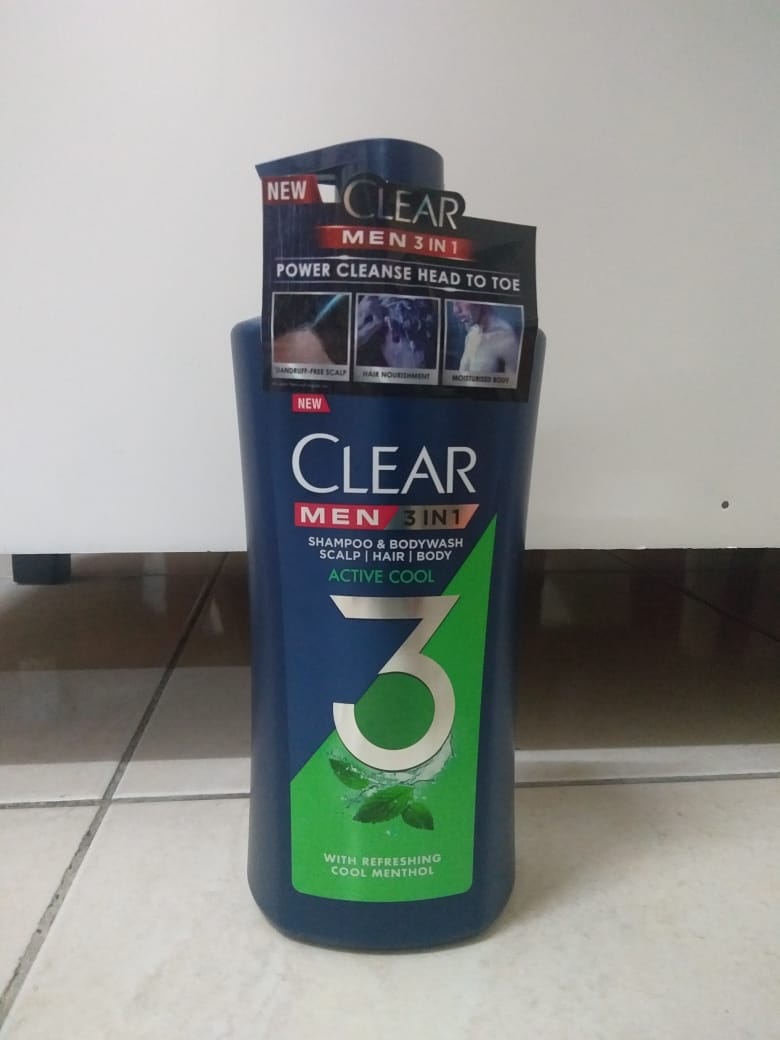 NEW
CLEAR
MEN 3 IN 1
POWER CLEANSE HEAD TO TOE
DANDRUFF-FREE SCALP
HAIR NOURISHMENT
MOISTURISED BODY
NEW
CLEAR
MEN 3 IN 1
SHAMPOO & BODYWASH
SCALP | HAIR | BODY
ACTIVE COOL
3
WITH REFRESHING
COOL MENTHOL